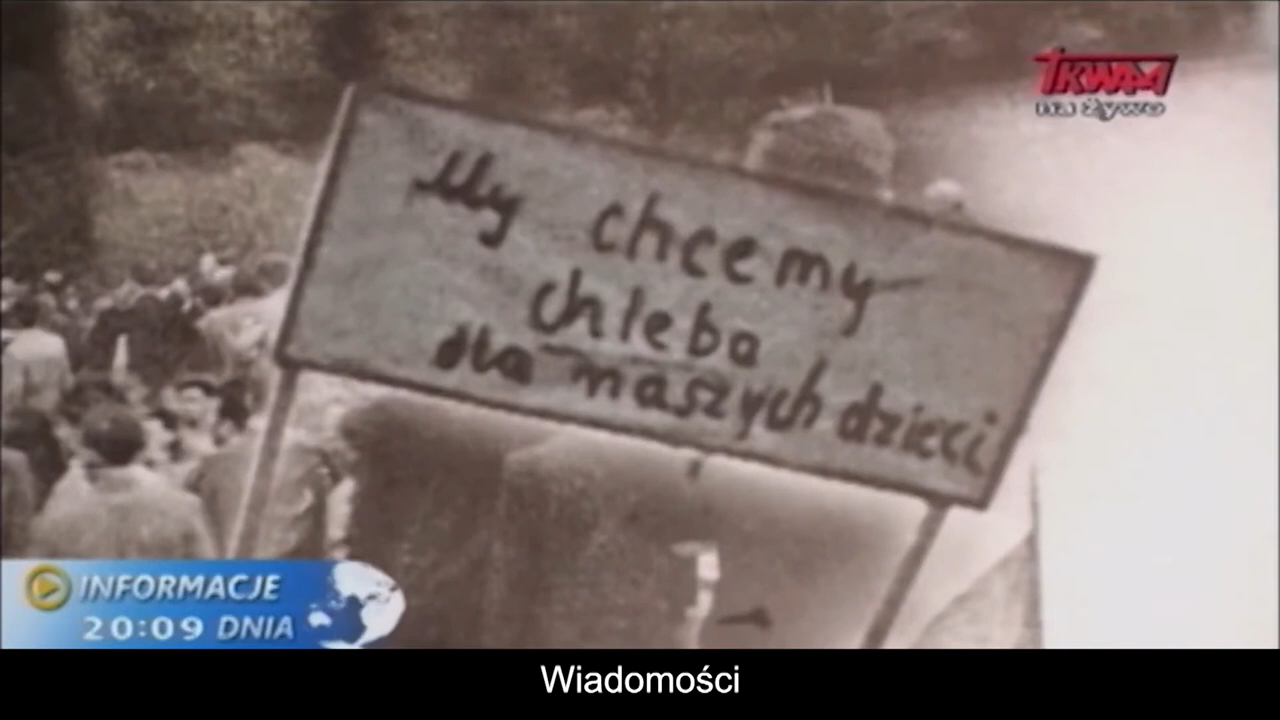 TRWAM
na żywo
My chcemy
chleba
dla naszych dzieci
INFORMACJE
20:09 DNIA
Wiadomości